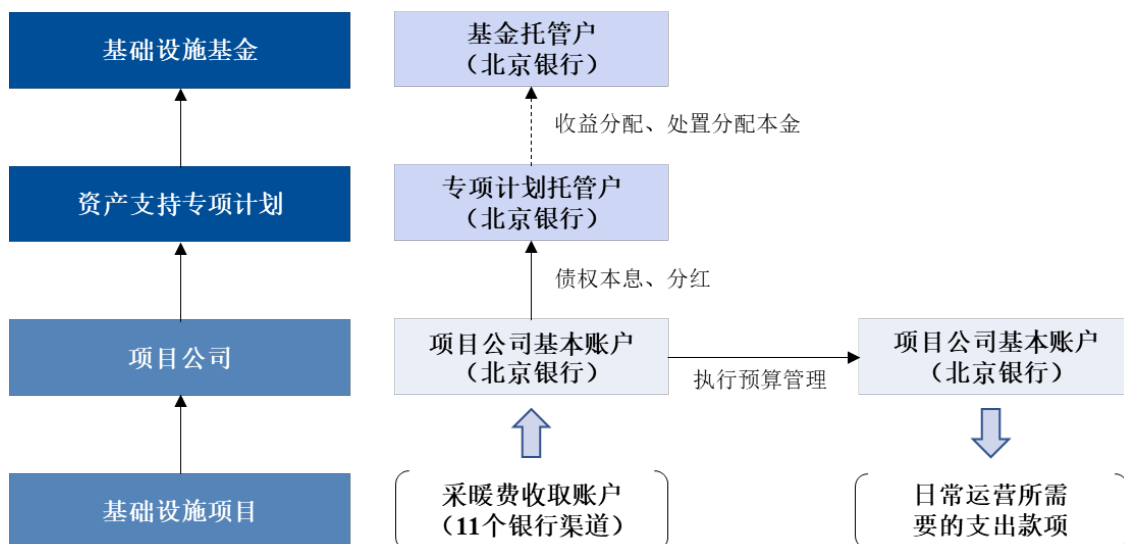 基础设施基金
基金托管户
（北京银行）
收益分配、处置分配本金
资产支持专项计划
专项计划托管户
（北京银行）
债权本息、分红
项目公司
项目公司基本账户
（北京银行）
执行预算管理
项目公司基本账户
（北京银行）
基础设施项目
采暖费收取账户
（11个银行渠道）
日常运营所需
要的支出款项